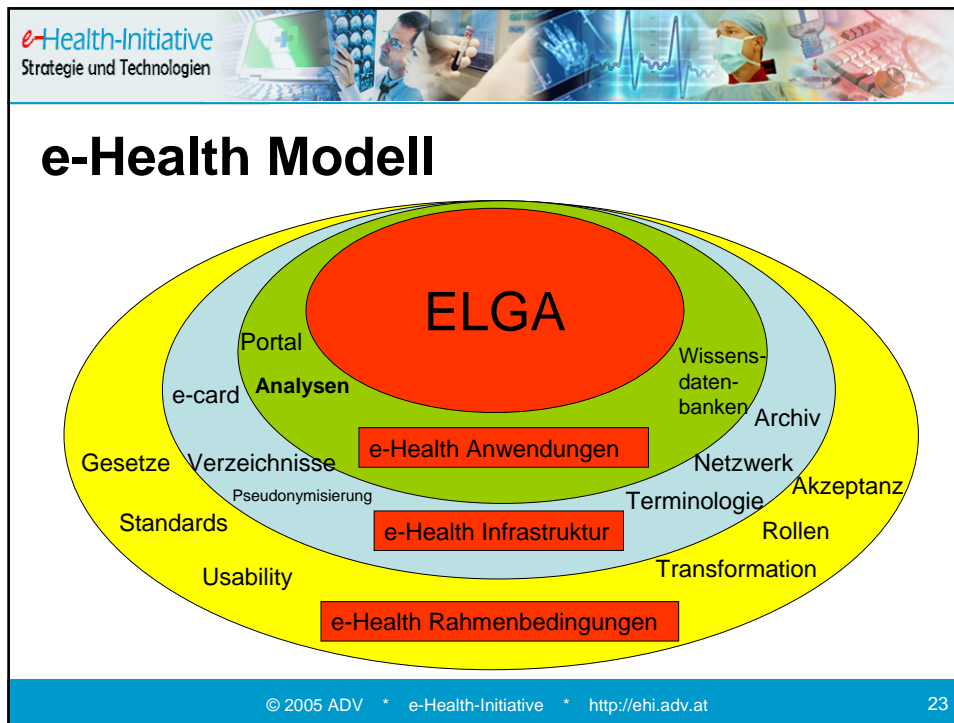 e-Health-Initiative
Strategie und Technologien
e-Health Modell
ELGA
Portal
Analysen
Wissens-
daten-
banken
e-card
Archiv
e-Health Anwendungen
Gesetze
Verzeichnisse
Netzwerk
Pseudonymisierung
Terminologie
Akzeptanz
Standards
e-Health Infrastruktur
Rollen
Usability
Transformation
e-Health Rahmenbedingungen
© 2005 ADV * e-Health-Initiative * http://ehi.adv.at
23